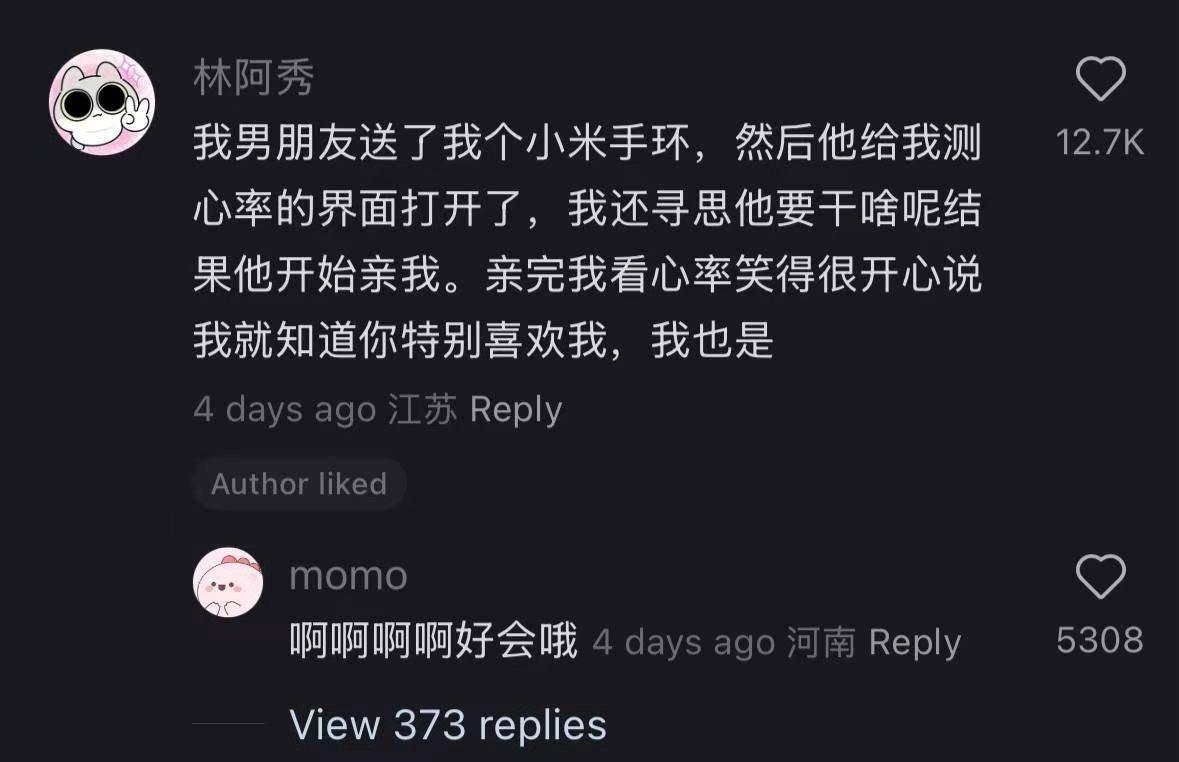 林阿秀
我男朋友送了我个小米手环，然后他给我测
心率的界面打开了，我还寻思他要干啥呢结
果他开始亲我。亲完我看心率笑得很开心说
我就知道你特别喜欢我，我也是
12.7K
4 days ago 江苏 Reply
Author liked
momo
啊啊啊啊好会哦 4 days ago 河南 Reply
5308
View 373 replies